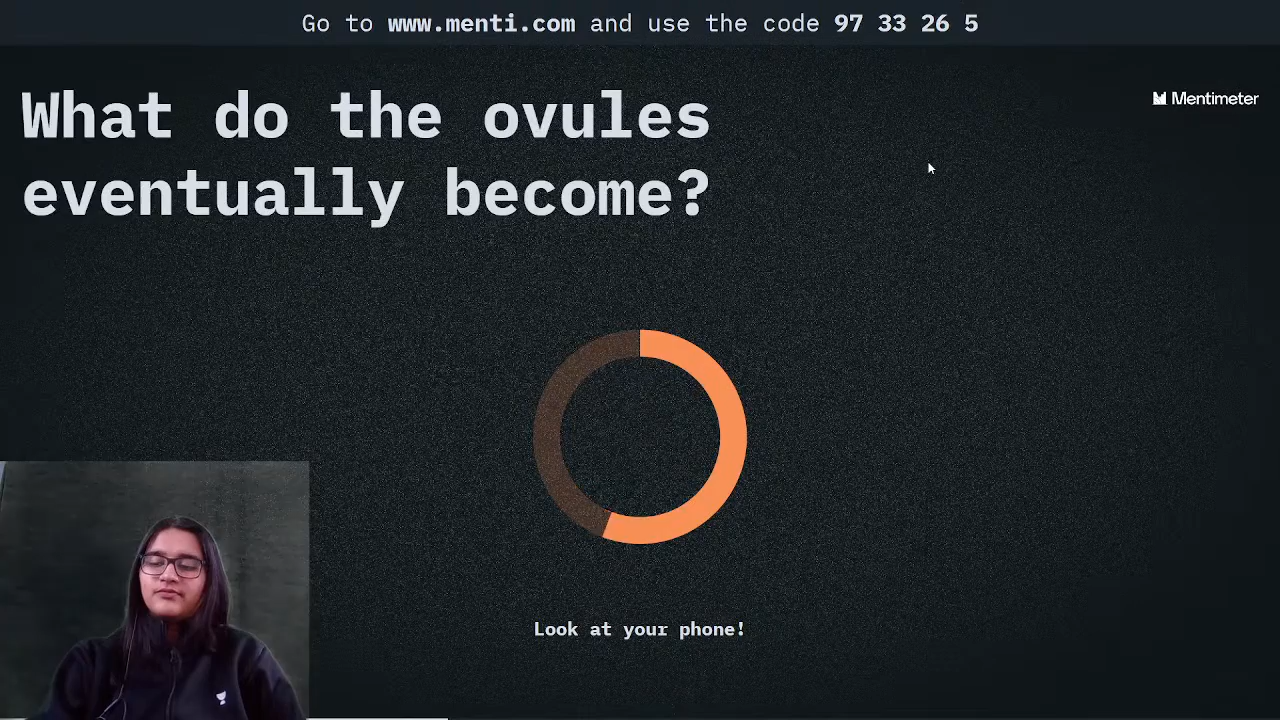 Go to www.menti.com and use the code 97 33 26 5
Mentimeter
What do the ovules
eventually become?
Look at your phone!